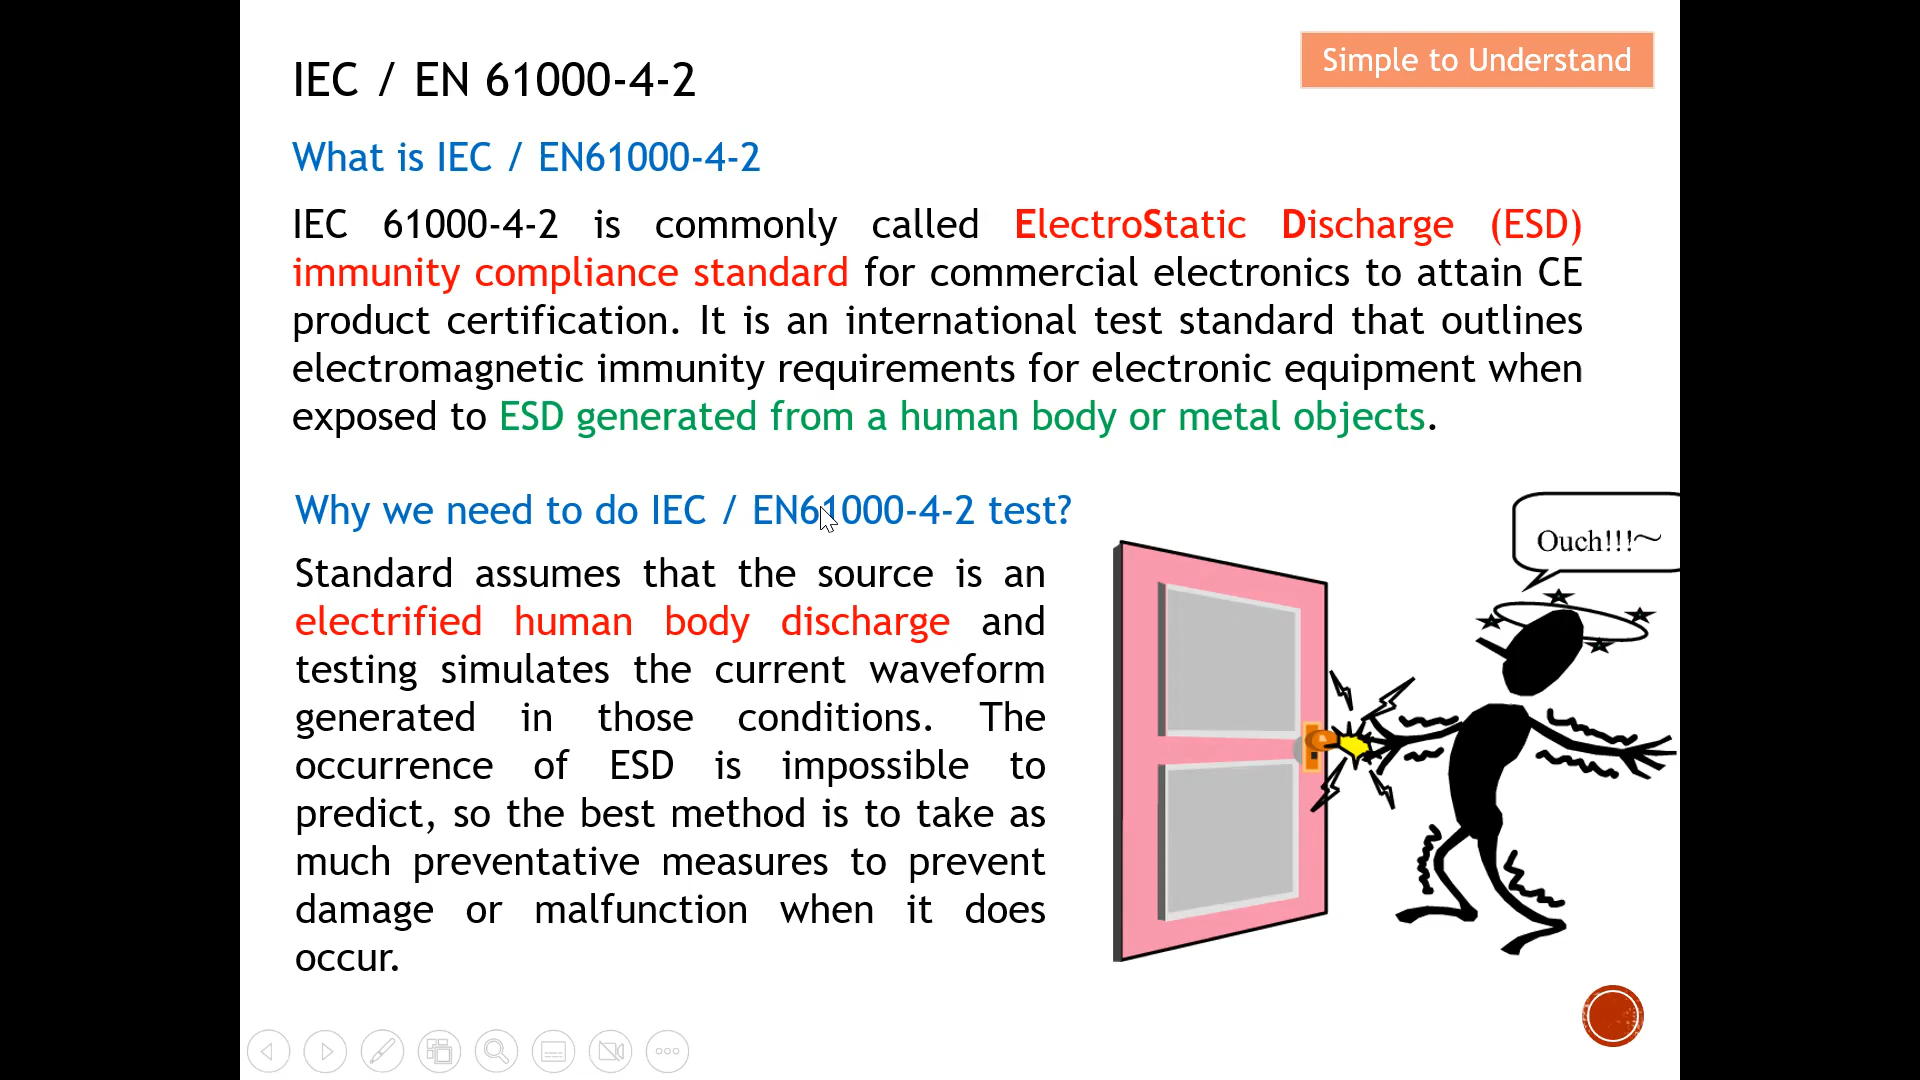 IEC / EN 61000-4-2
Simple to Understand
What is IEC / EN61000-4-2
IEC 61000-4-2 is commonly called ElectroStatic Discharge (ESD)
immunity compliance standard for commercial electronics to attain CE
product certification. It is an international test standard that outlines
electromagnetic immunity requirements for electronic equipment when
exposed to ESD generated from a human body or metal objects.
Why we need to do IEC / EN61000-4-2 test?
Standard assumes that the source is an
electrified human body discharge and
testing simulates the current waveform
generated in those conditions. The
occurrence of ESD is impossible to
predict, so the best method is to take as
much preventative measures to prevent
damage or malfunction when it does
occur.
Ouch!!!~